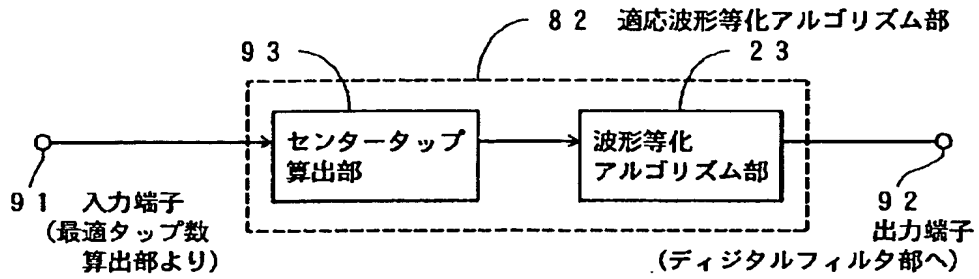 ８２ 適応波形等化アルゴリズム部
９３
２３
センタータップ
算出部
波形等化
アルゴリズム部
９１ 入力端子
(最適タップ数
算出部より)
９２
出力端子
(ディジタルフィルタ部へ)